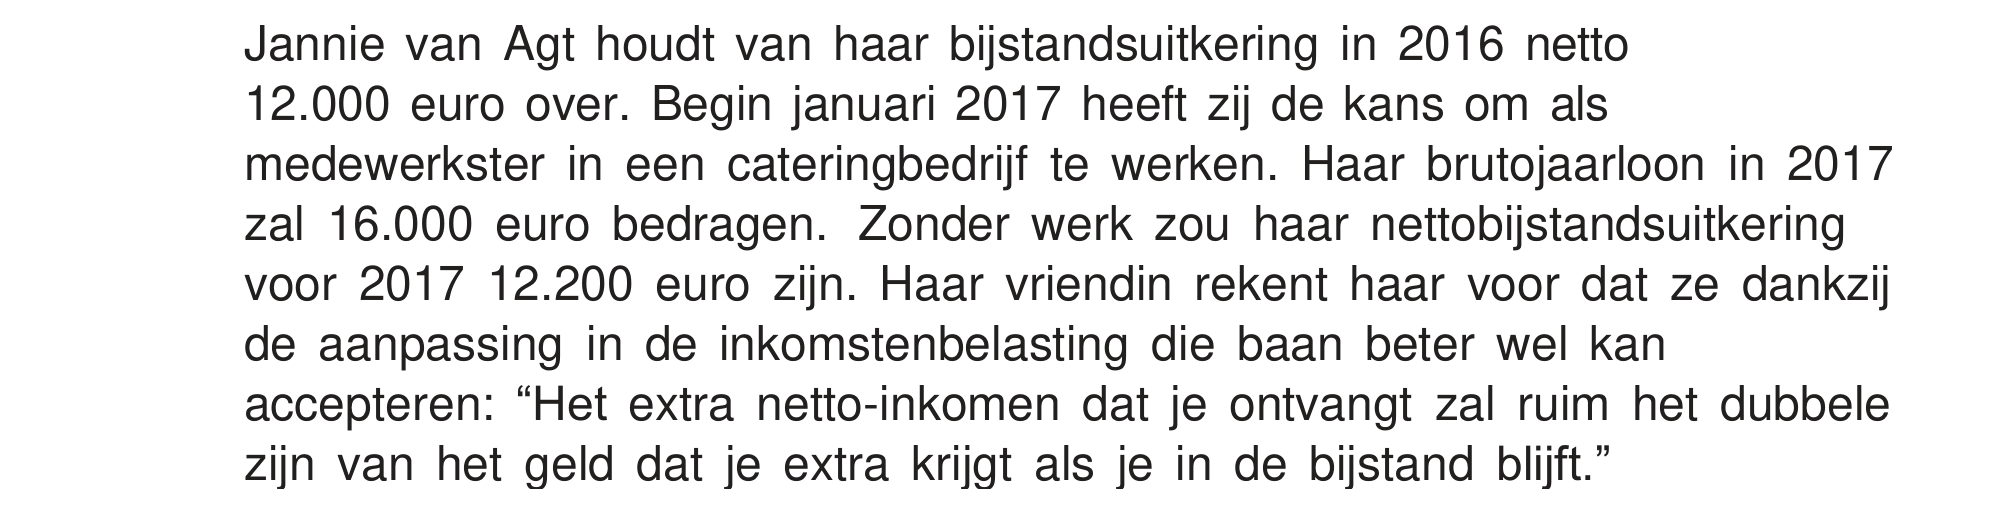 Jannie van Agt houdt van haar bijstandsuitkering in 2016 netto
12.000 euro over. Begin januari 2017 heeft zij de kans om als
medewerkster in een cateringbedrijf te werken. Haar brutojaarloon in 2017
zal 16.000 euro bedragen. Zonder werk zou haar nettobijstandsuitkering
voor 2017 12.200 euro zijn. Haar vriendin rekent haar voor dat ze dankzij
de aanpassing in de inkomstenbelasting die baan beter wel kan
accepteren: “Het extra netto-inkomen dat je ontvangt zal ruim het dubbele
zijn van het geld dat je extra krijgt als je in de bijstand blijft.”